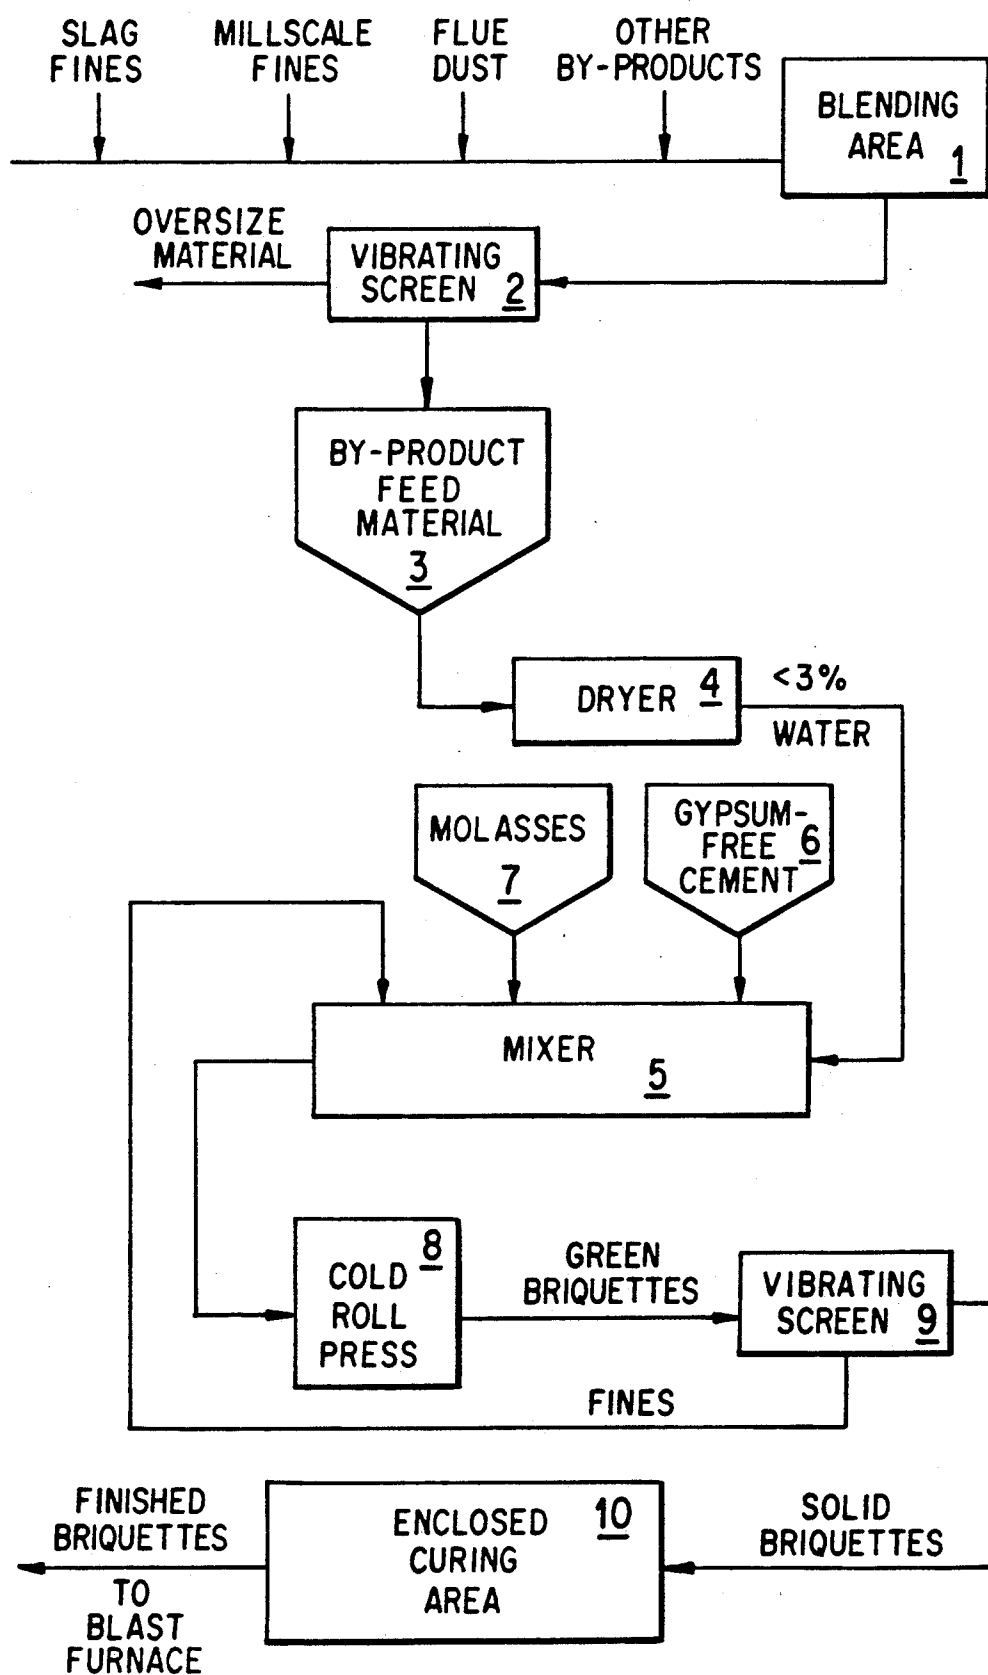 SLAG
FINES
MILLSCALE
FINES
FLUE
DUST
OTHER
BY-PRODUCTS
BLENDING
AREA
1
OVERSIZE
MATERIAL
VIBRATING
SCREEN 2
BY-PRODUCT
FEED
MATERIAL
3
DRYER 4
<3%
WATER
MOLASSES
7
GYPSUM-
FREE 6
CEMENT
MIXER
5
8
COLD
ROLL
PRESS
GREEN
BRIQUETTES
VIBRATING
SCREEN 9
FINES
FINISHED
BRIQUETTES
TO
BLAST
FURNACE
ENCLOSED 10
CURING
AREA
SOLID
BRIQUETTES